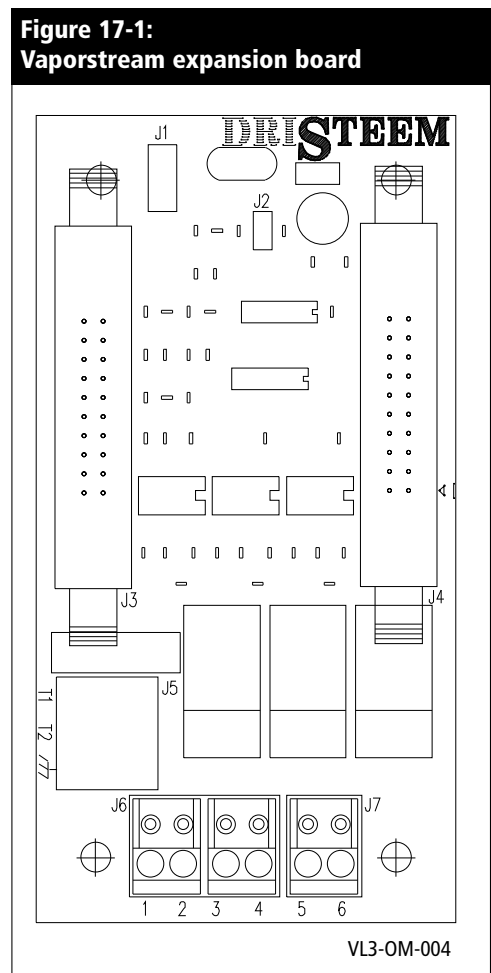 Figure 17-1:
Vaporstream expansion board
DRISTEEM
J1
J2
J3
J4
J5
T1
T2
J6
J7
1 2 3 4 5 6
VL3-OM-004